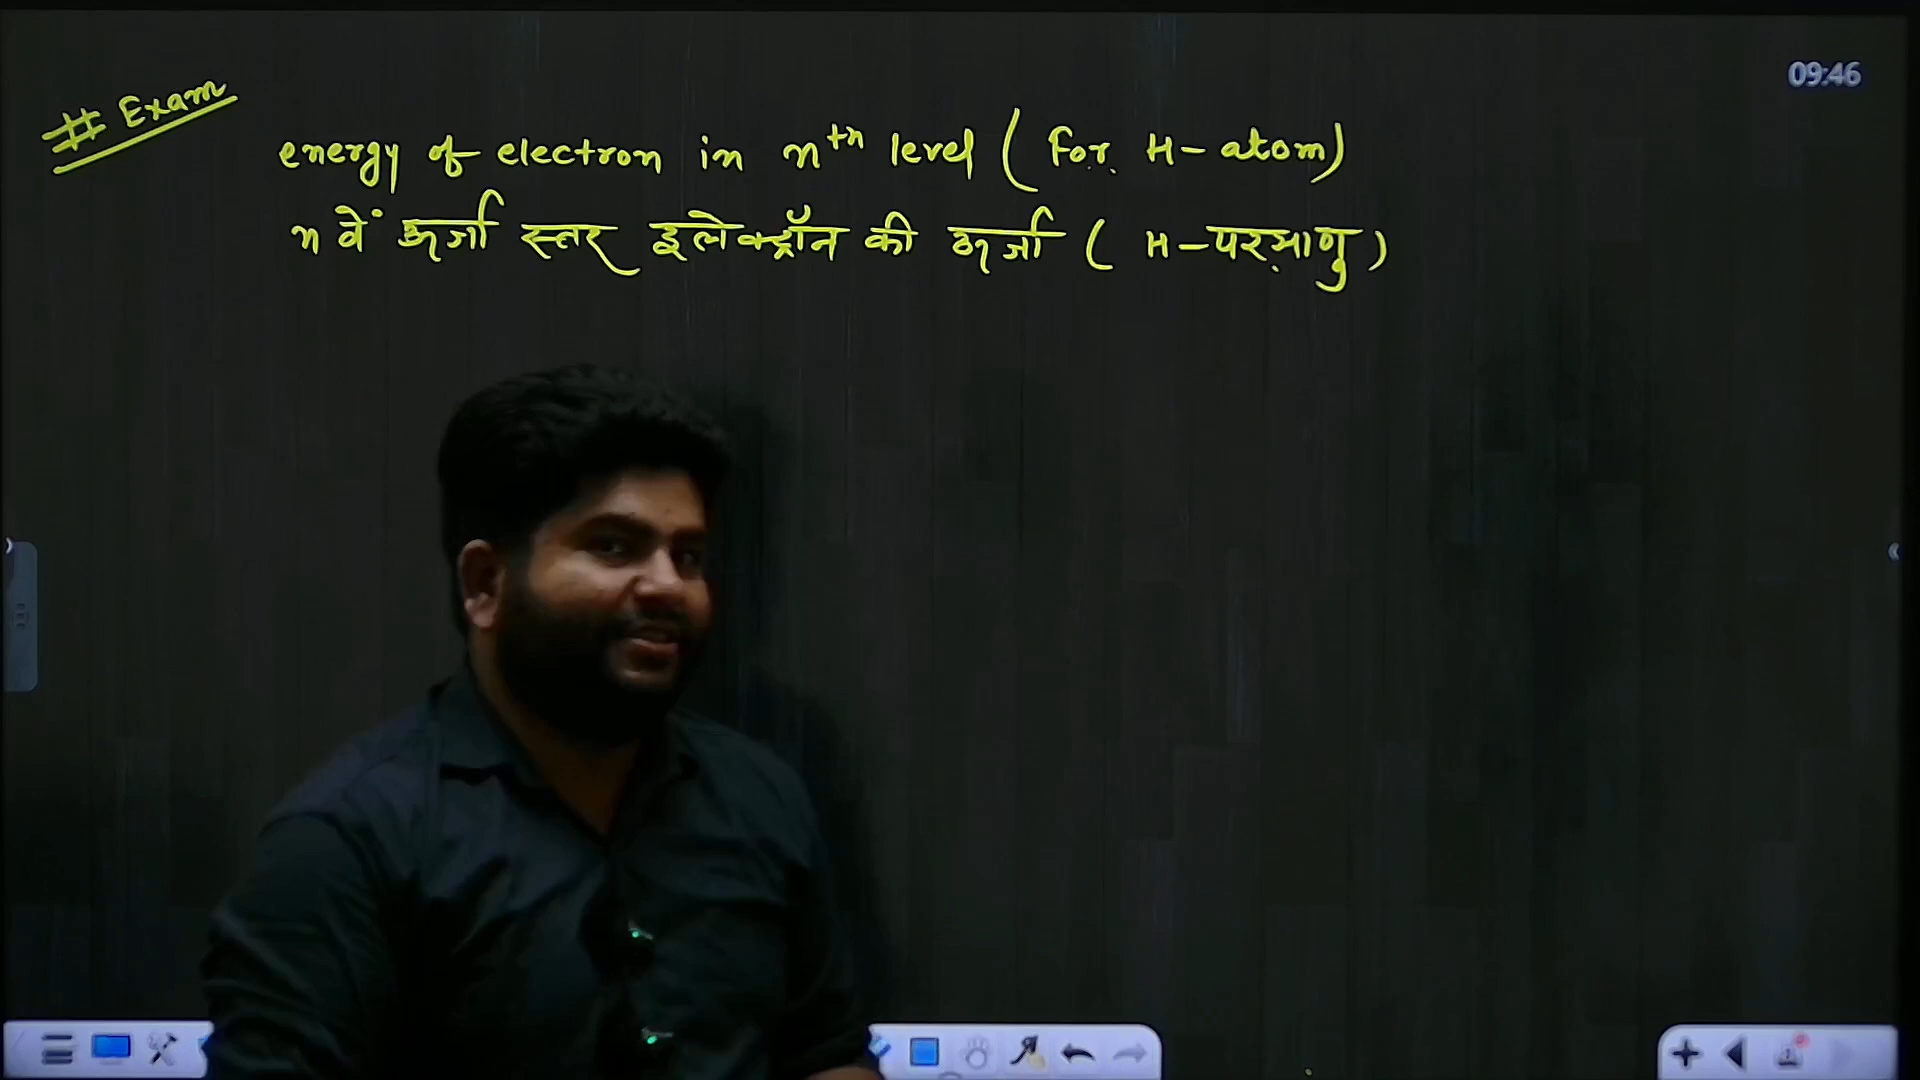 # Exam
09:46
energy of electron in nth level ( for H-atom)
n वें ऊर्जा स्तर इलेक्ट्रॉन की ऊर्जा ( H-परमाणु )